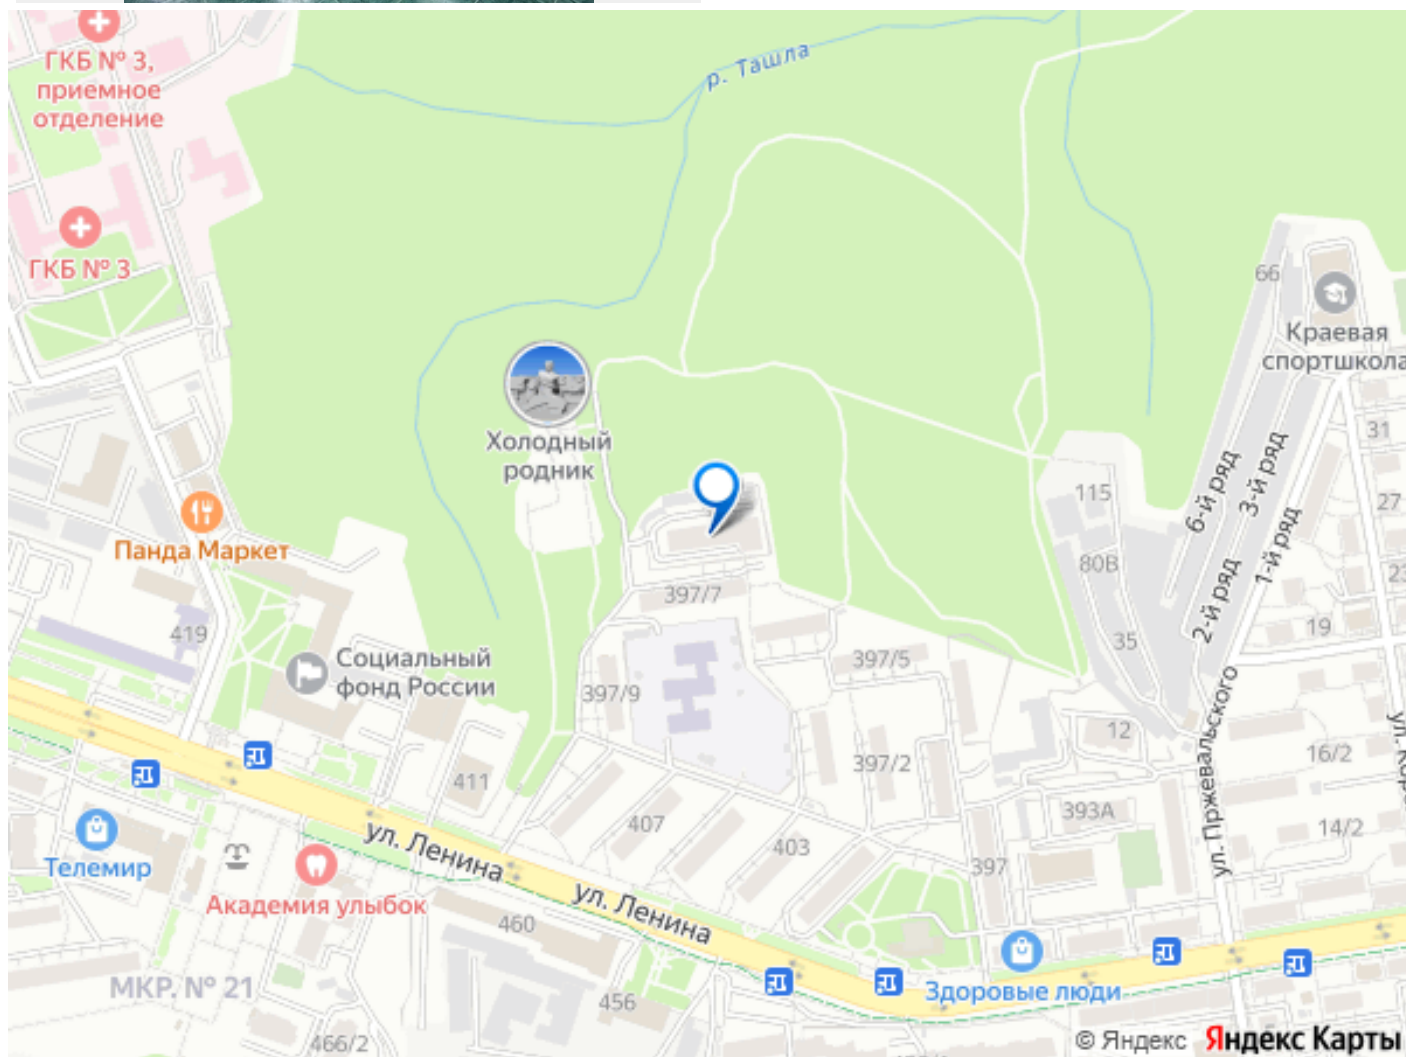 ГКБ № 3,
приемное
отделение
р. Ташла
ГКБ № 3
66
Краевая
спортшкола
Холодный
родник
31
6-й ряд
3-й ряд
115
27
1-й ряд
Панда Маркет
80В
2-й ряд
23
397/7
419
35
19
Социальный
фонд России
397/5
397/9
ул. Пржевальского
12
16/2
397/2
411
393А
407
403
14/2
ул. Ленина
397
Телемир
Академия улыбок
ул. Ленина
460
МКР. № 21
456
Здоровые люди
466/2
© Яндекс Яндекс Карты